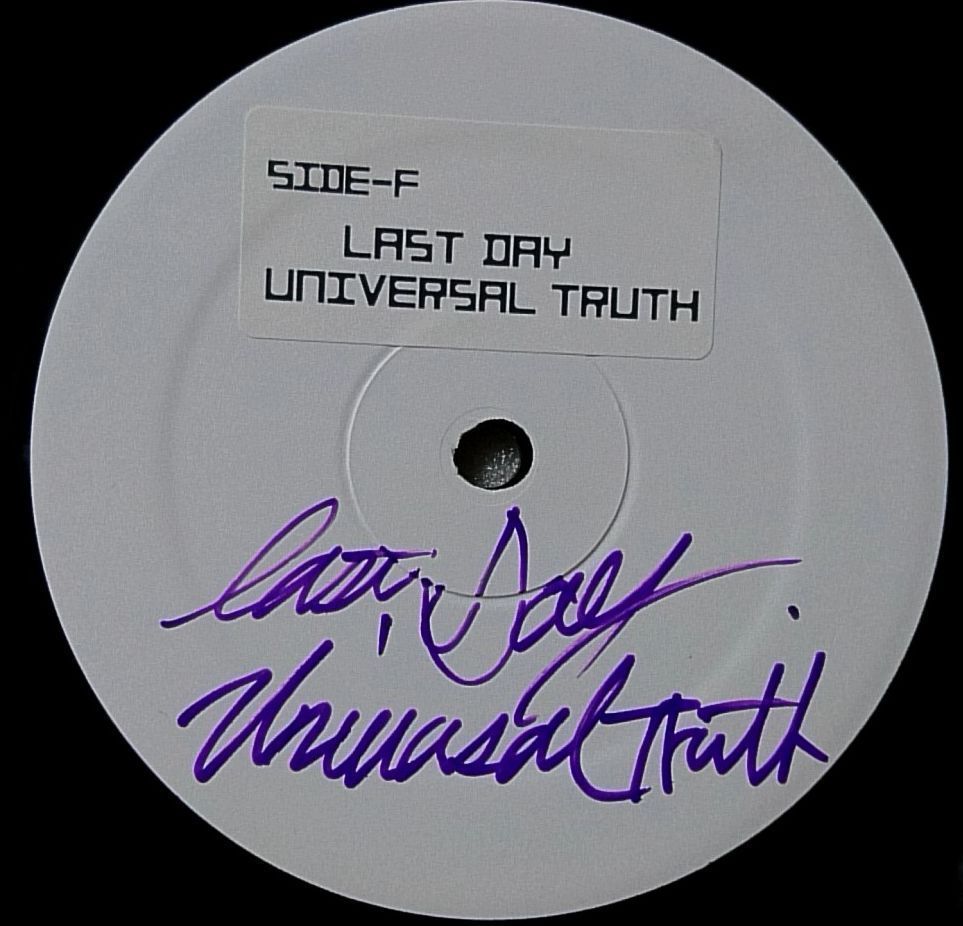 SIDE-F
LAST DAY
UNIVERSAL TRUTH
Last Day
Universal Truth